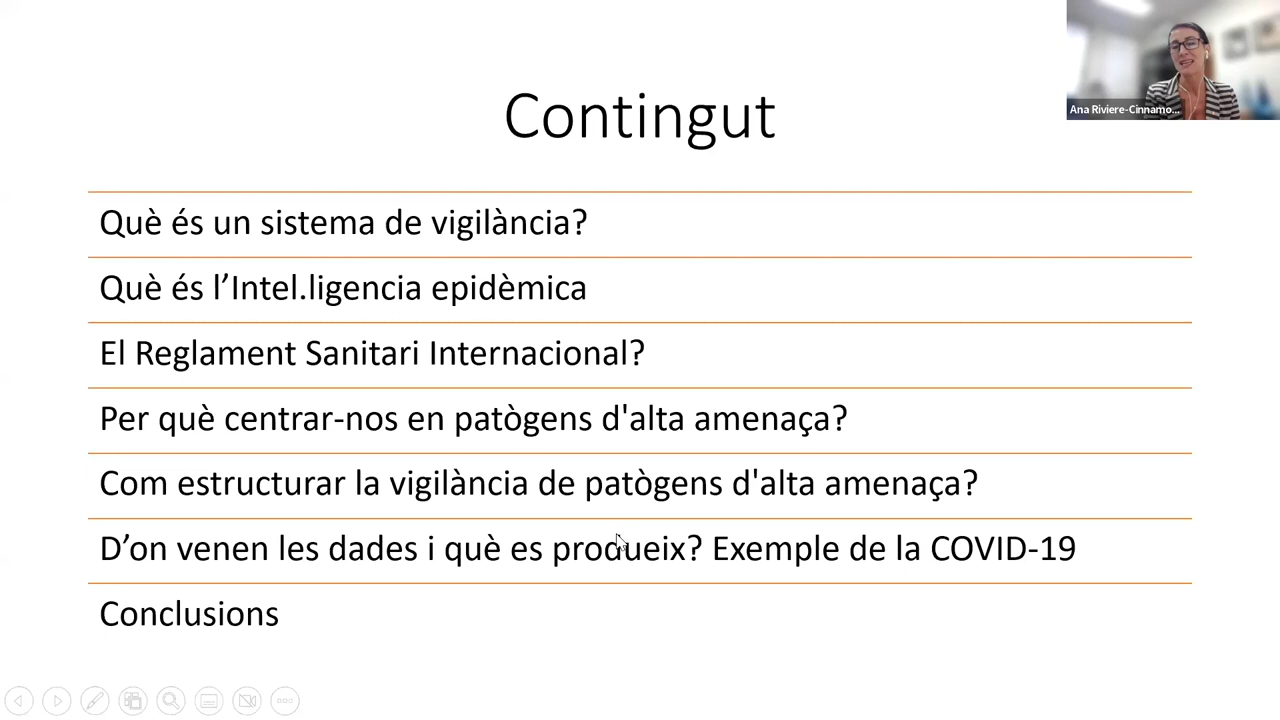 Contingut
Ana Riviere-Cinnamo...
Què és un sistema de vigilància?
Què és l’Intel.ligencia epidèmica
El Reglament Sanitari Internacional?
Per què centrar-nos en patògens d'alta amenaça?
Com estructurar la vigilància de patògens d'alta amenaça?
D’on venen les dades i què es produeix? Exemple de la COVID-19
Conclusions